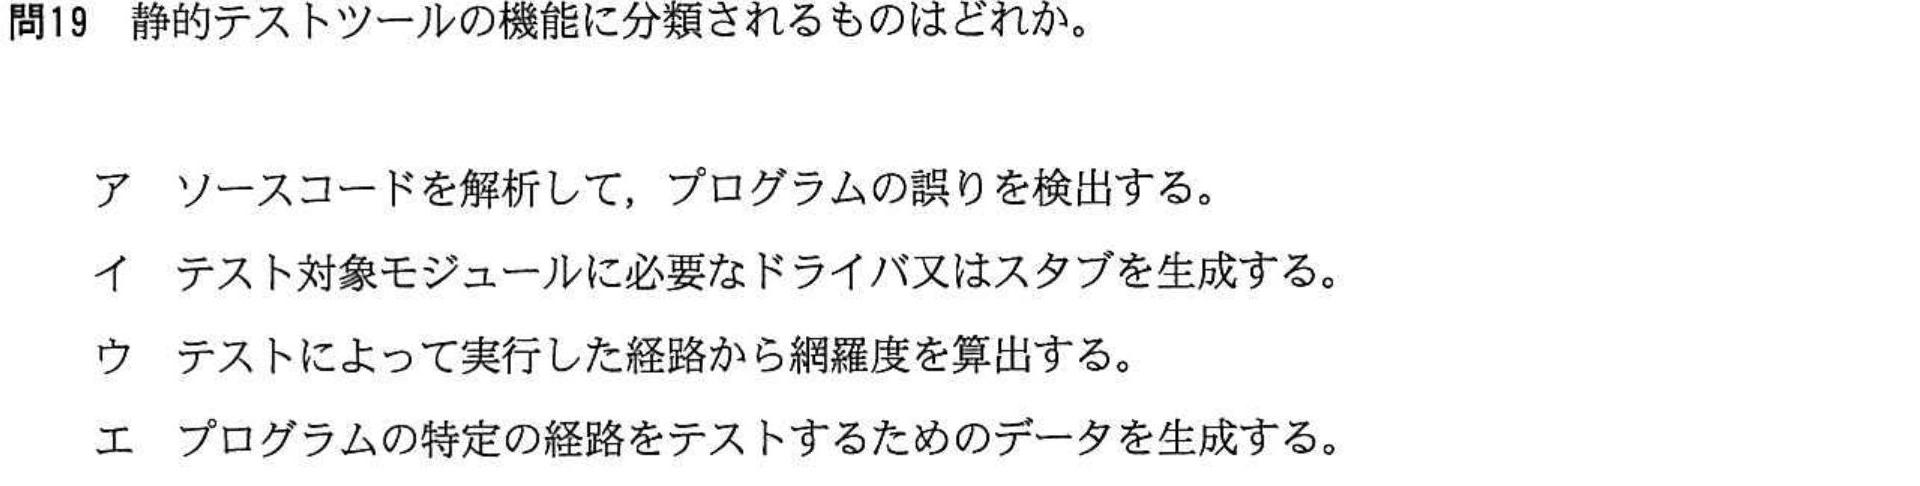 問19　静的テストツールの機能に分類されるものはどれか。
ア　ソースコードを解析して，プログラムの誤りを検出する。
イ　テスト対象モジュールに必要なドライバ又はスタブを生成する。
ウ　テストによって実行した経路から網羅度を算出する。
エ　プログラムの特定の経路をテストするためのデータを生成する。